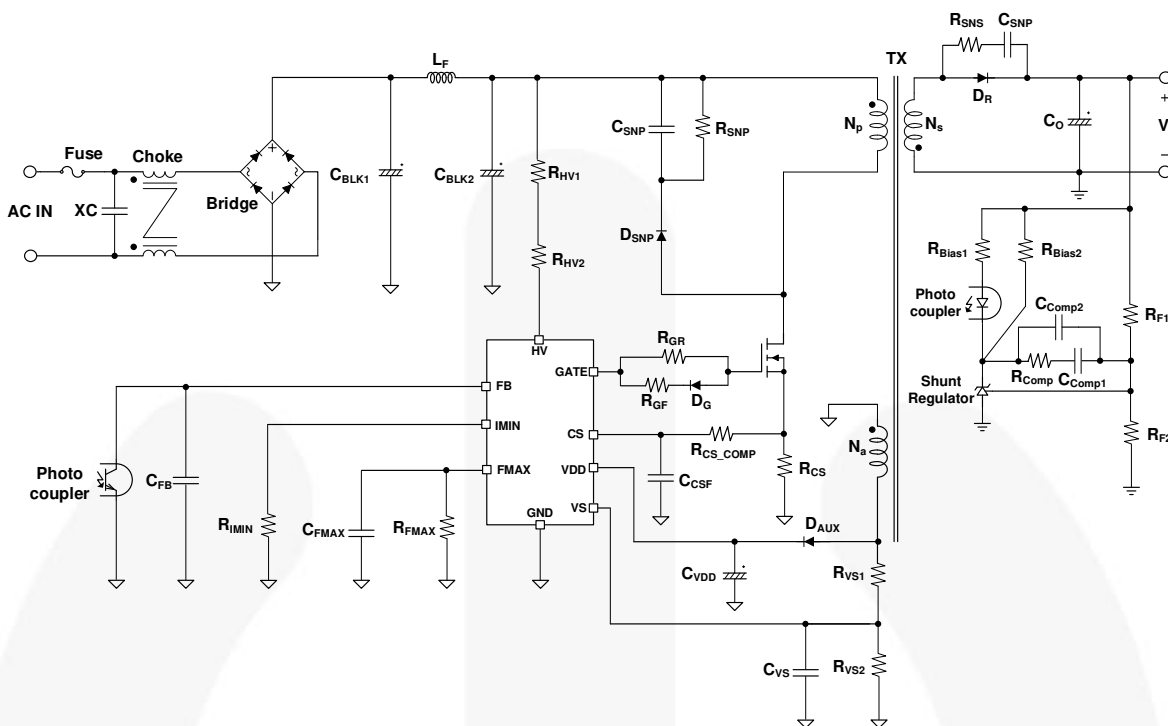 RSNS
CSNP
LF
TX
DR
Fuse
Choke
CSNP
RSNP
Np
Ns
CO
+
V
−
AC IN
XC
+
~
~
−
Bridge
CBLK1
CBLK2
RHV1
RHV2
DSNP
RBias1
RBias2
Photo
coupler
CComp2
RF1
RComp
CComp1
Shunt
Regulator
RF2
HV
GATE
FB
IMIN
CS
FMAX
VDD
VS
GND
RGR
RGF
DG
RCS_COMP
RCS
CCSF
Na
Photo
coupler
CFB
RIMIN
CFMAX
RFMAX
DAUX
CVDD
RVS1
CVS
RVS2